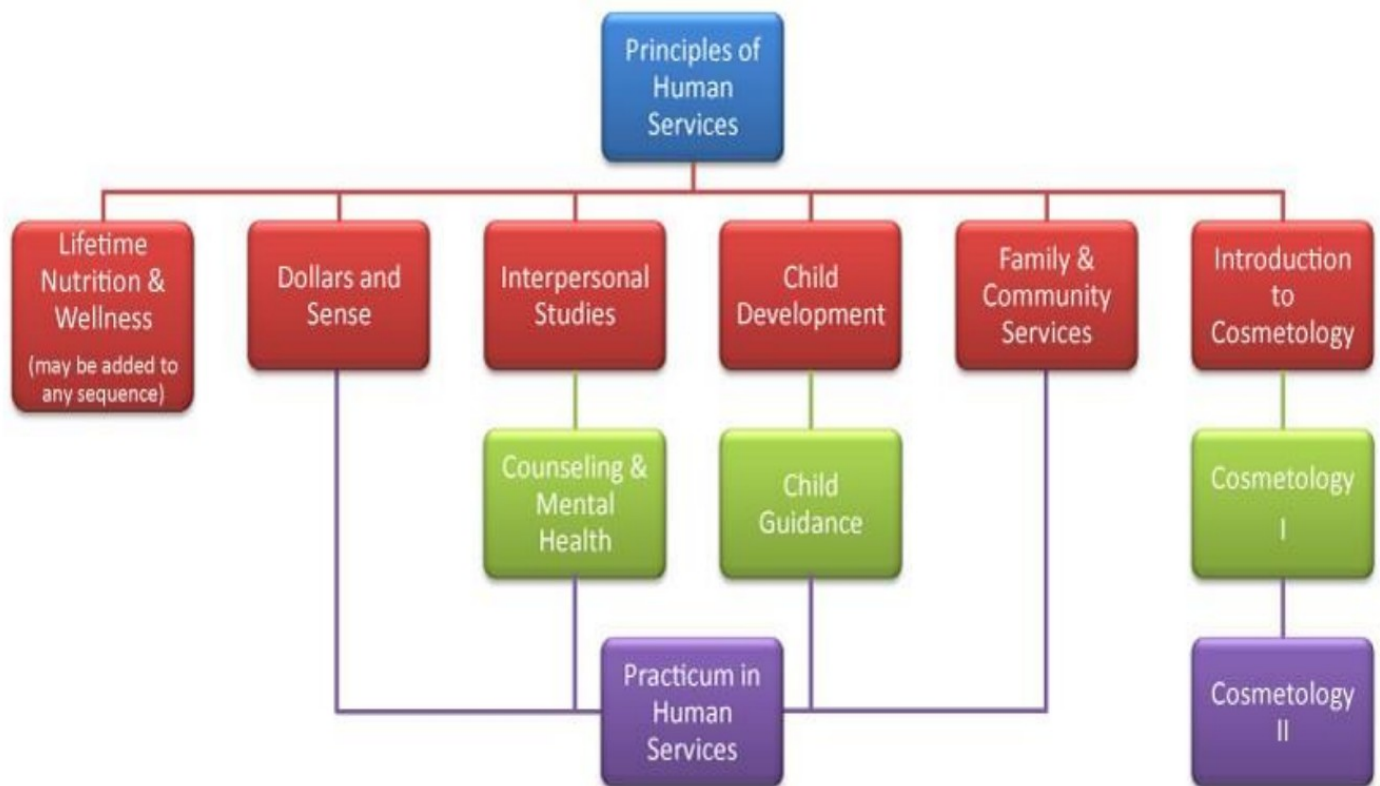 Principles of
Human
Services
Lifetime
Nutrition &
Wellness
(may be added to
any sequence)
Dollars and
Sense
Interpersonal
Studies
Child
Development
Family &
Community
Services
Introduction
to
Cosmetology
Counseling &
Mental
Health
Child
Guidance
Cosmetology
I
Practicum in
Human
Services
Cosmetology
II